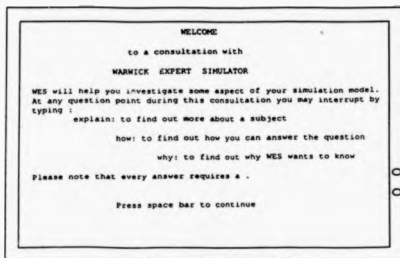 WELCOME
to a consultation with
WARWICK EXPERT SIMULATOR
WES will help you investigate some aspect of your simulation model.
At any question point during this consultation you may interrupt by
typing :
explain: to find out more about a subject
how: to find out how you can answer the question
why: to find out why WES wants to know
Please note that every answer requires a .
Press space bar to continue